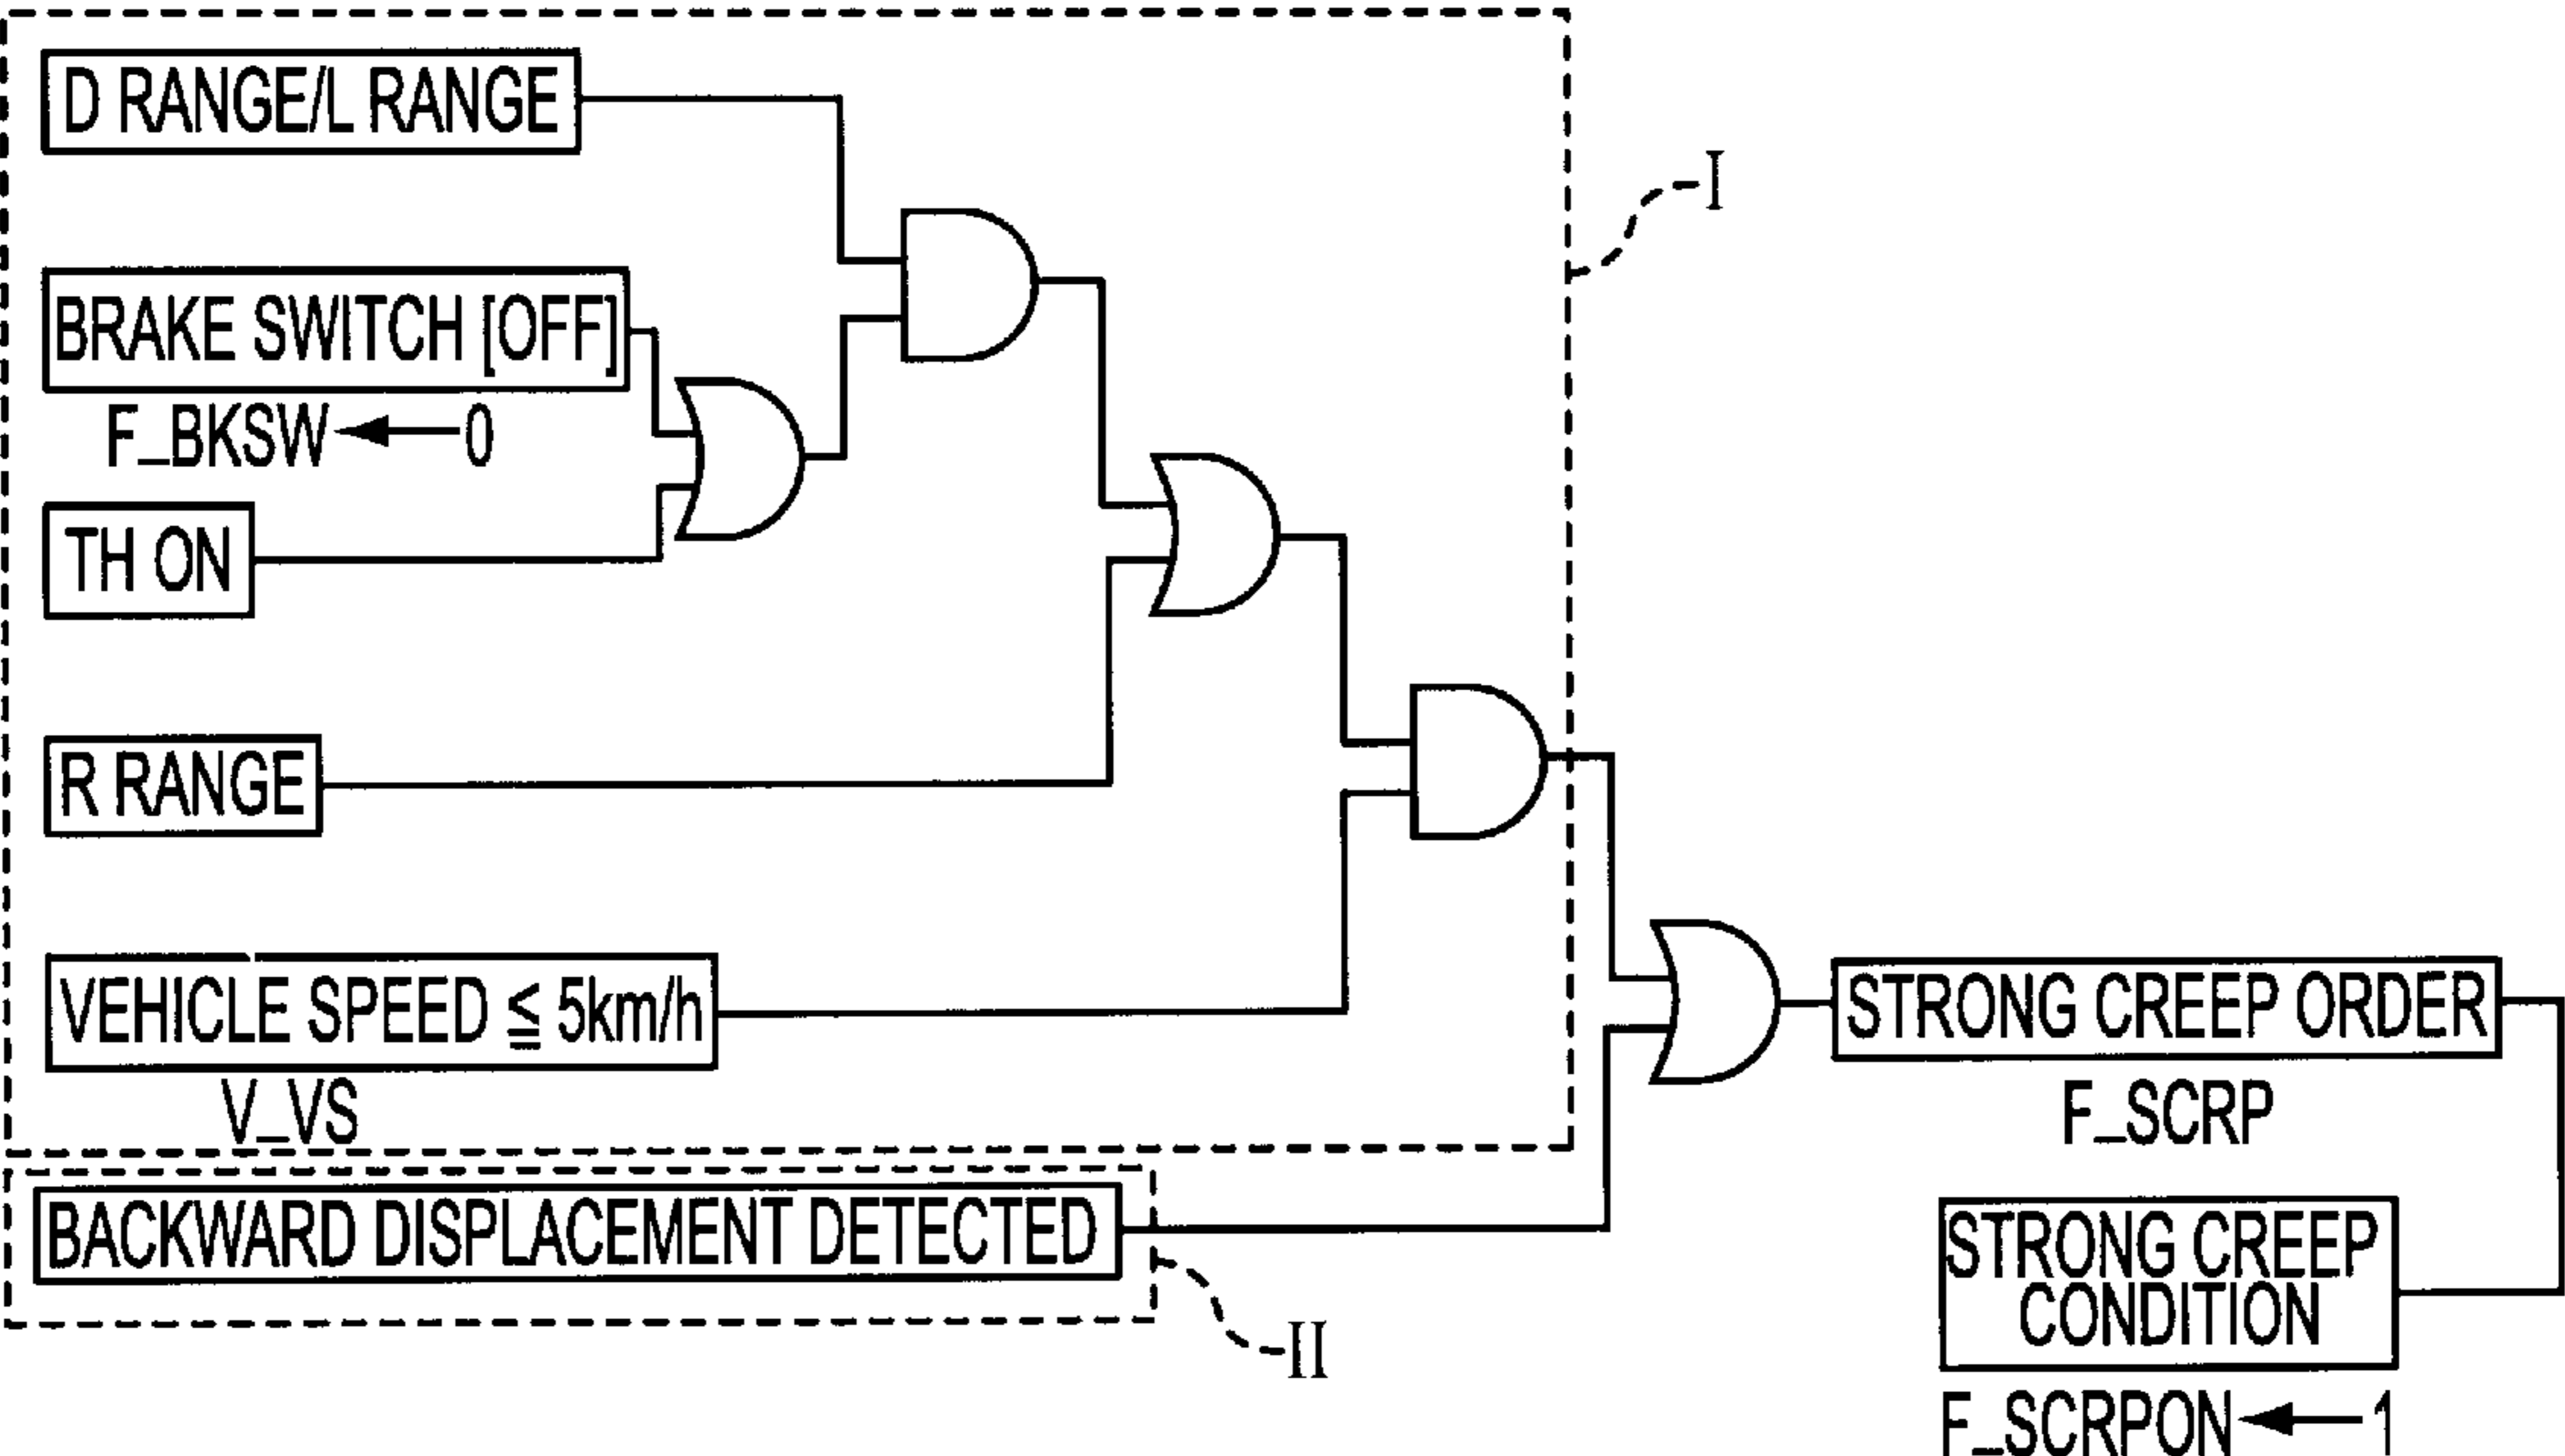 D RANGE/L RANGE
I
BRAKE SWITCH [OFF]
F_BKSW ← 0
TH ON
R RANGE
VEHICLE SPEED ≦ 5km/h
V_VS
STRONG CREEP ORDER
F_SCRP
BACKWARD DISPLACEMENT DETECTED
II
STRONG CREEP
CONDITION
F_SCRPON ← 1